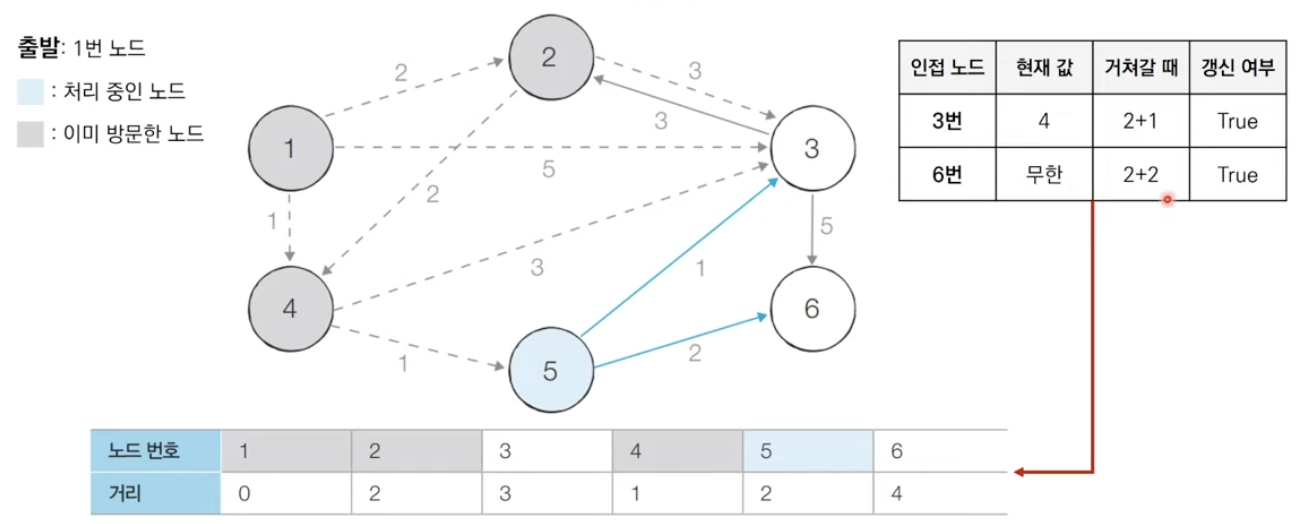 출발: 1번 노드
: 처리 중인 노드
: 이미 방문한 노드
1
2
3
4
5
6
2
3
3
5
2
1
3
1
1
2
5
인접 노드 현재 값 거쳐갈 때 갱신 여부
3번 4 2+1 True
6번 무한 2+2 True
노드 번호 1 2 3 4 5 6
거리 0 2 3 1 2 4